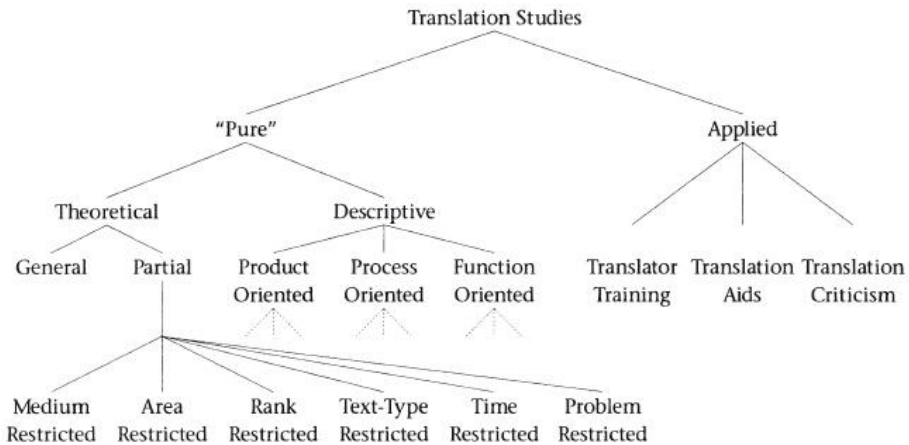 Translation Studies
“Pure” Applied
Theoretical Descriptive
General Partial Product Process Function Translator Translation Translation
Oriented Oriented Oriented Training Aids Criticism
Medium Area Rank Text-Type Time Problem
Restricted Restricted Restricted Restricted Restricted Restricted